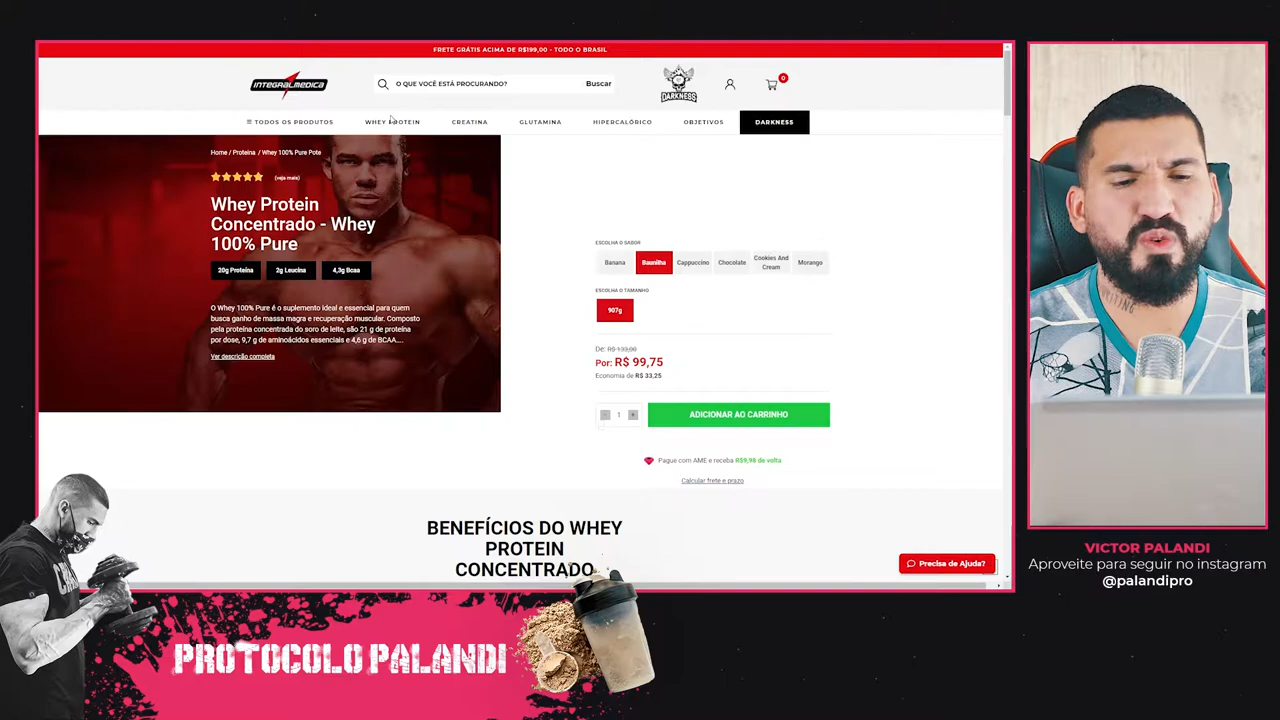 FRETE GRÁTIS ACIMA DE R$199,00 - TODO O BRASIL
INTEGRALMEDICA
O QUE VOCÊ ESTÁ PROCURANDO?
Buscar
DARKNESS
0
TODOS OS PRODUTOS
WHEY PROTEIN
CREATINA
GLUTAMINA
HIPERCALÓRICO
OBJETIVOS
DARKNESS
Home / Proteína / Whey 100% Pure Pote
(veja mais)
Whey Protein
Concentrado - Whey
100% Pure
20g Proteína
2g Leucina
4,3g Bcaa
O Whey 100% Pure é o suplemento ideal e essencial para quem
busca ganho de massa magra e recuperação muscular. Composto
pela proteína concentrada do soro de leite, são 21 g de proteína
por dose, 9,7 g de aminoácidos essenciais e 4,6 g de BCAA....
Ver descrição completa
ESCOLHA O SABOR
Banana
Baunilha
Cappuccino
Chocolate
Cookies And
Cream
Morango
ESCOLHA O TAMANHO
907g
De: R$ 133,00
Por: R$ 99,75
Economia de R$ 33,25
- 1 +
ADICIONAR AO CARRINHO
Pague com AME e receba R$9,98 de volta
Calcular frete e prazo
BENEFÍCIOS DO WHEY
PROTEIN
CONCENTRADO
Precisa de Ajuda?
VICTOR PALANDI
Aproveite para seguir no instagram
@palandipro
PROTOCOLO PALANDI